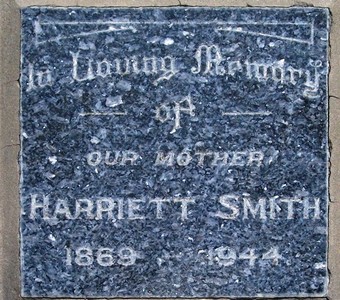 In Loving Memory
of
OUR MOTHER
HARRIETT SMITH
1869 - 1944